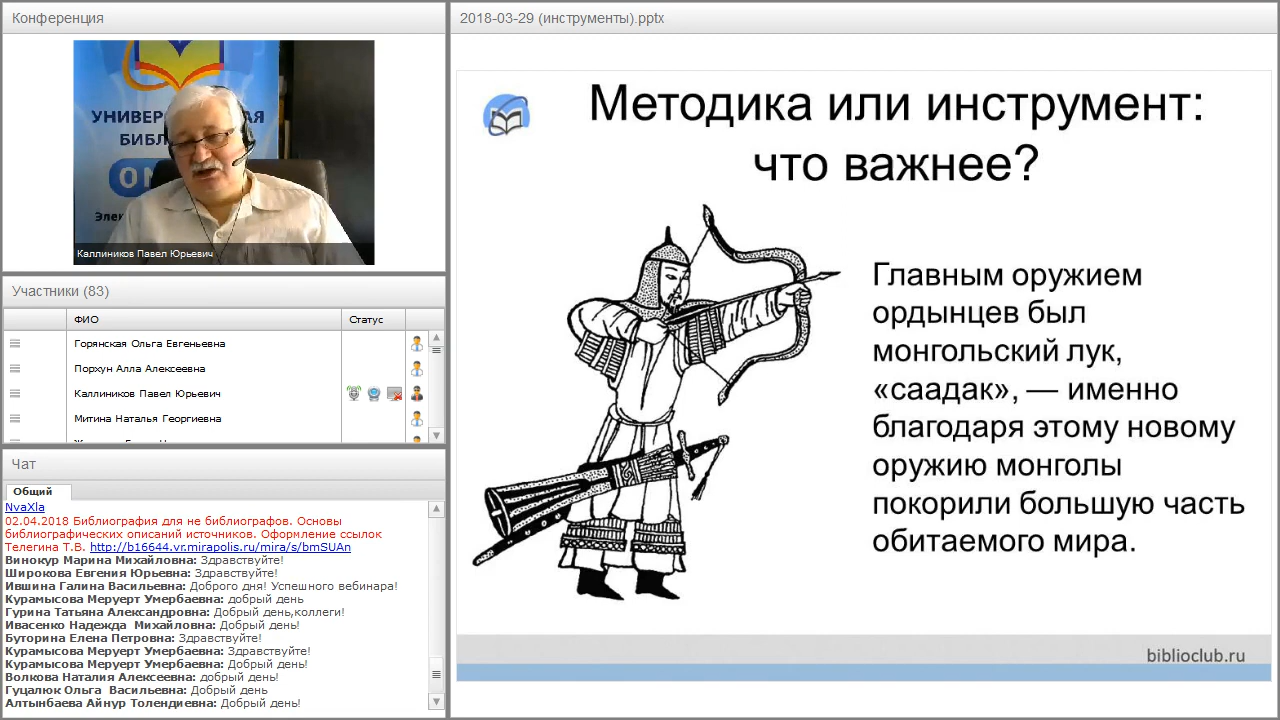 Конференция
УНИВЕР
АЯ
БИБЛ
Каллиников Павел Юрьевич
Участники (83)
ФИО
Статус
Горянская Ольга Евгеньевна
Порхун Алла Алексеевна
Каллиников Павел Юрьевич
Митина Наталья Георгиевна
Чат
Общий
NvaXla
02.04.2018 Библиография для не библиографов. Основы
библиографических описаний источников. Оформление ссылок
Телегина Т.В. http://b16644.vr.mirapolis.ru/mira/s/bmSUAn
Винокур Марина Михайловна: Здравствуйте!
Широкова Евгения Юрьевна: Здравствуйте!
Ившина Галина Васильевна: Доброго дня! Успешного вебинара!
Курамысова Меруерт Умербаевна: добрый день
Гурина Татьяна Александровна: Добрый день,коллеги!
Ивасенко Надежда  Михайловна: Добрый день!
Буторина Елена Петровна: Здравствуйте!
Курамысова Меруерт Умербаевна: Здравствуйте!
Курамысова Меруерт Умербаевна: Добрый день!
Волкова Наталия Алексеевна: добрый день!
Гуцалюк Ольга  Васильевна: Добрый день
Алтынбаева Айнур Толендиевна: Добрый день!
2018-03-29 (инструменты).pptx
Методика или инструмент:
что важнее?
Главным оружием
ордынцев был
монгольский лук,
«саадак», — именно
благодаря этому новому
оружию монголы
покорили большую часть
обитаемого мира.
biblioclub.ru